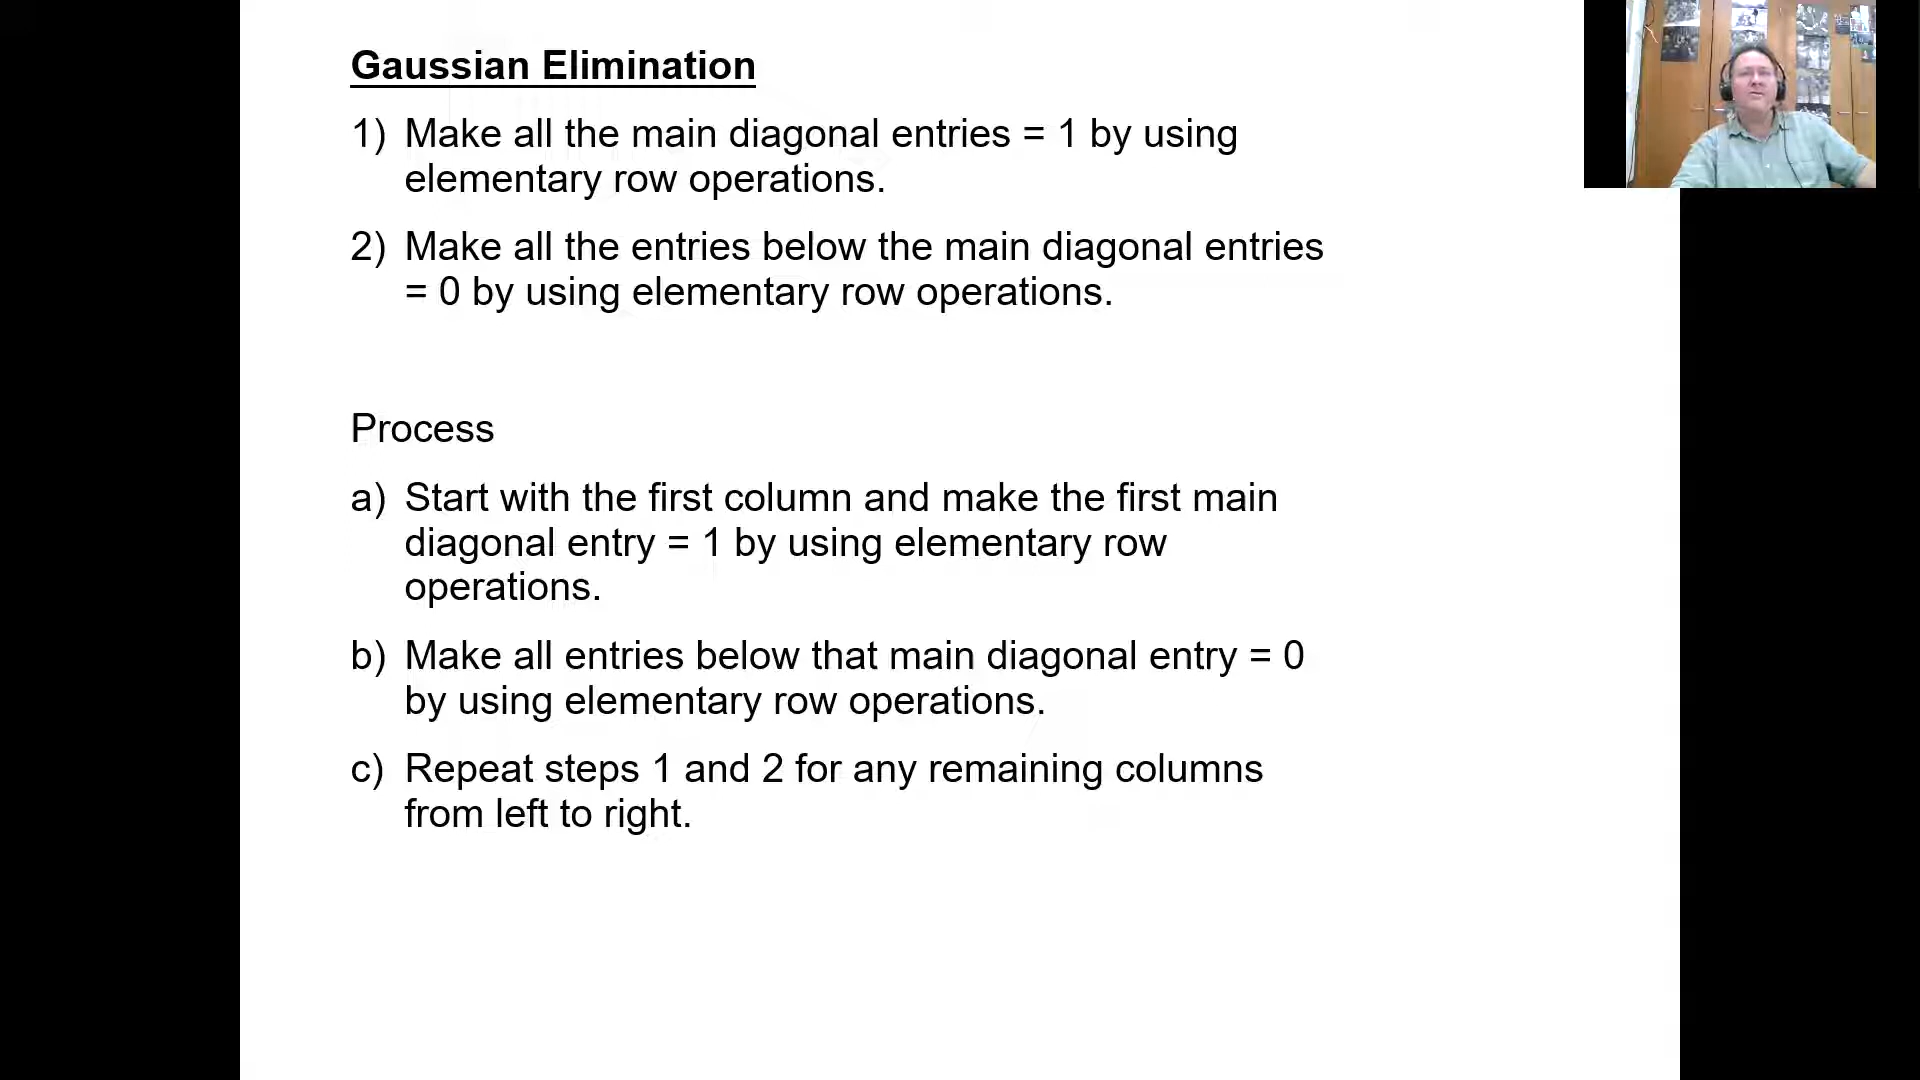 Gaussian Elimination
1) Make all the main diagonal entries = 1 by using
elementary row operations.
2) Make all the entries below the main diagonal entries
= 0 by using elementary row operations.
Process
a) Start with the first column and make the first main
diagonal entry = 1 by using elementary row
operations.
b) Make all entries below that main diagonal entry = 0
by using elementary row operations.
c) Repeat steps 1 and 2 for any remaining columns
from left to right.